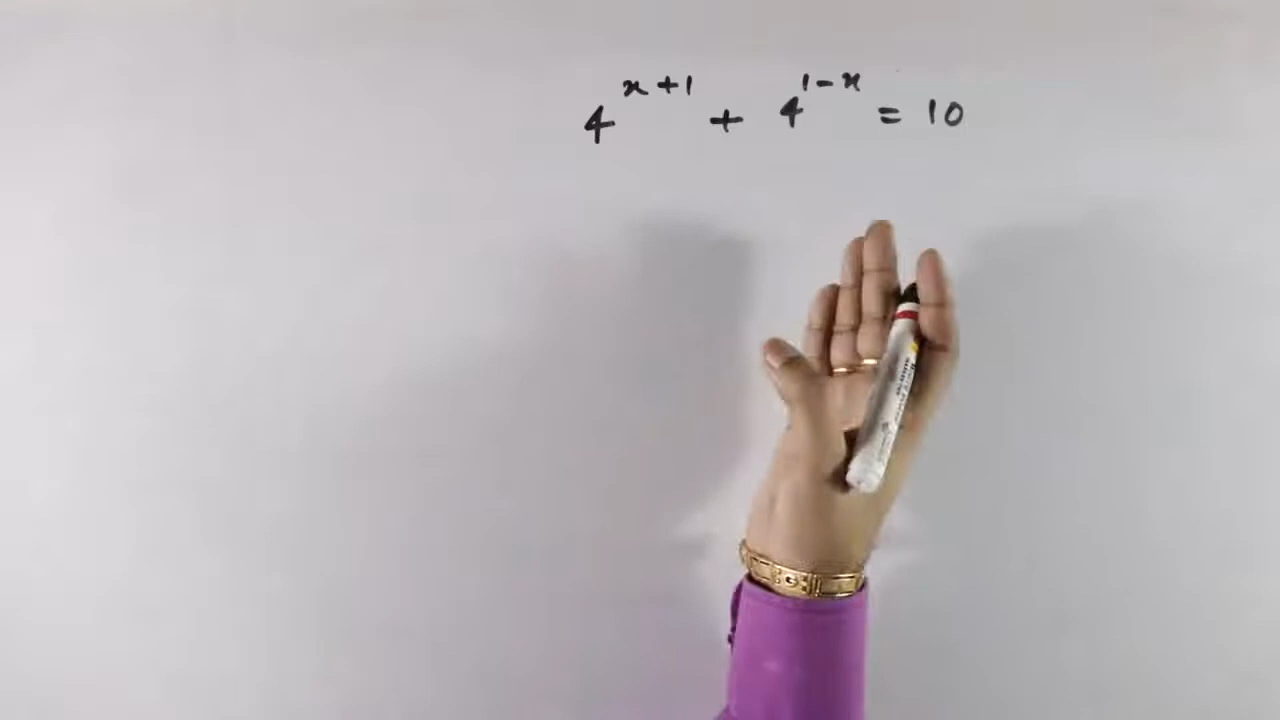 4^{x+1} + 4^{1-x} = 10